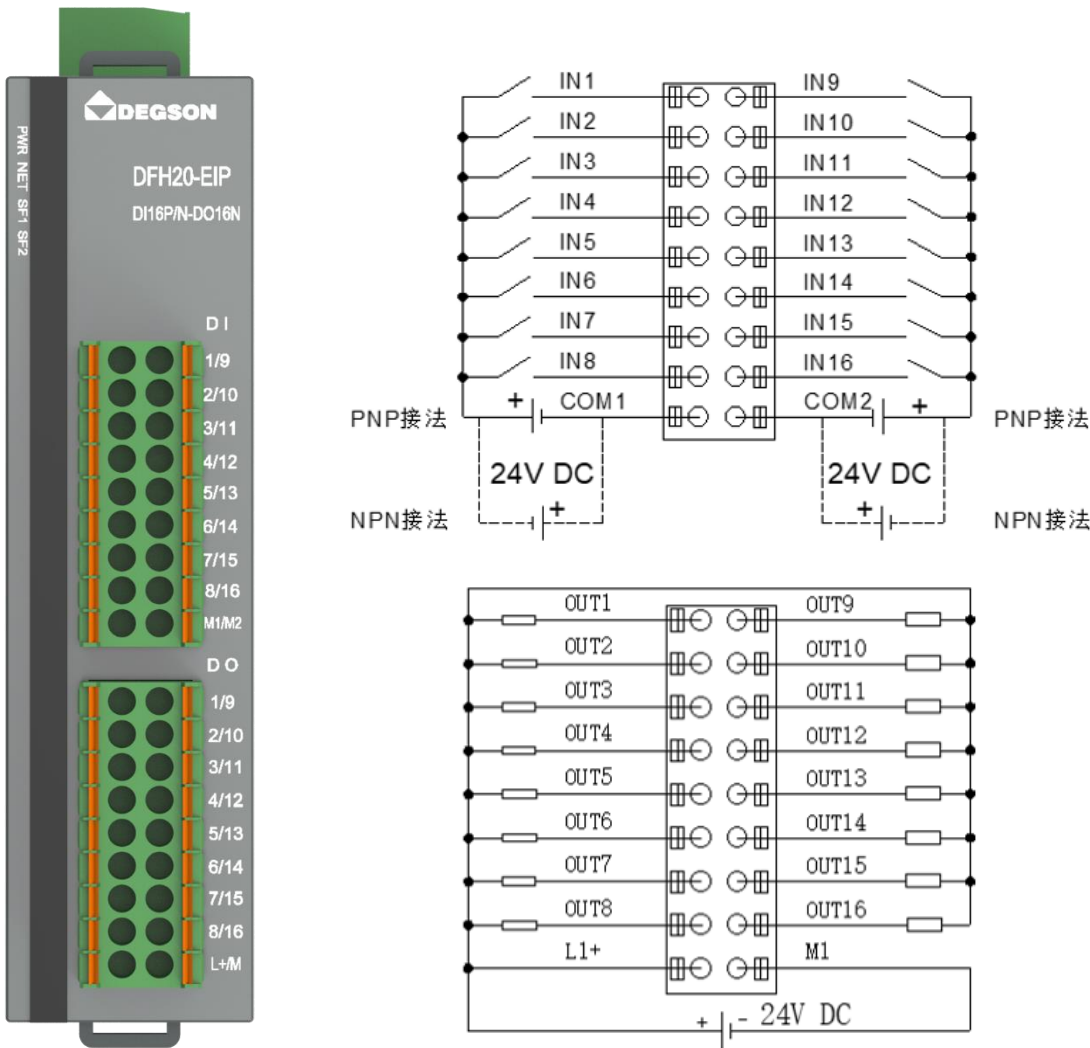 DEGSON
DFH20-EIP
DI16P/N-DO16N
PWR NET SF1 SF2
D I
1/9
2/10
3/11
4/12
5/13
6/14
7/15
8/16
M1/M2
D O
1/9
2/10
3/11
4/12
5/13
6/14
7/15
8/16
L+/M
IN1 IN9
IN2 IN10
IN3 IN11
IN4 IN12
IN5 IN13
IN6 IN14
IN7 IN15
IN8 IN16
+ COM1 COM2 +
PNP接法 PNP接法
24V DC 24V DC
+ +
NPN接法 NPN接法
OUT1 OUT9
OUT2 OUT10
OUT3 OUT11
OUT4 OUT12
OUT5 OUT13
OUT6 OUT14
OUT7 OUT15
OUT8 OUT16
L1+ M1
+ - 24V DC